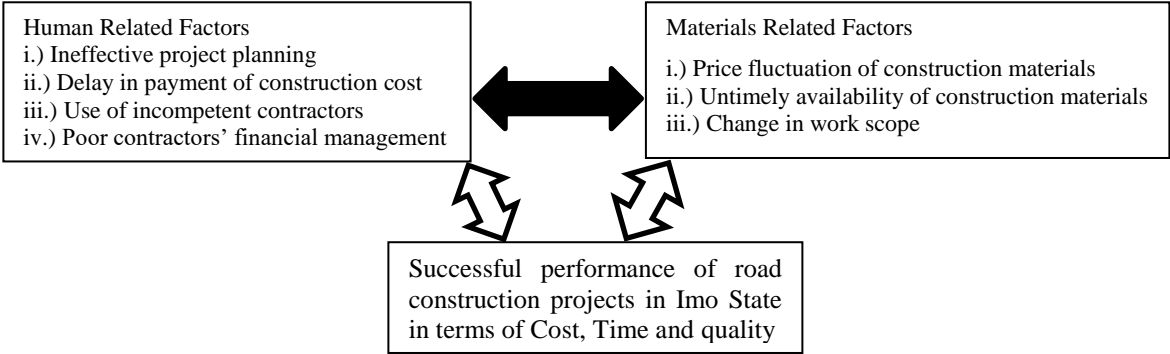 Human Related Factors
i.) Ineffective project planning
ii.) Delay in payment of construction cost
iii.) Use of incompetent contractors
iv.) Poor contractors’ financial management
Materials Related Factors
i.) Price fluctuation of construction materials
ii.) Untimely availability of construction materials
iii.) Change in work scope
Successful performance of road
construction projects in Imo State
in terms of Cost, Time and quality